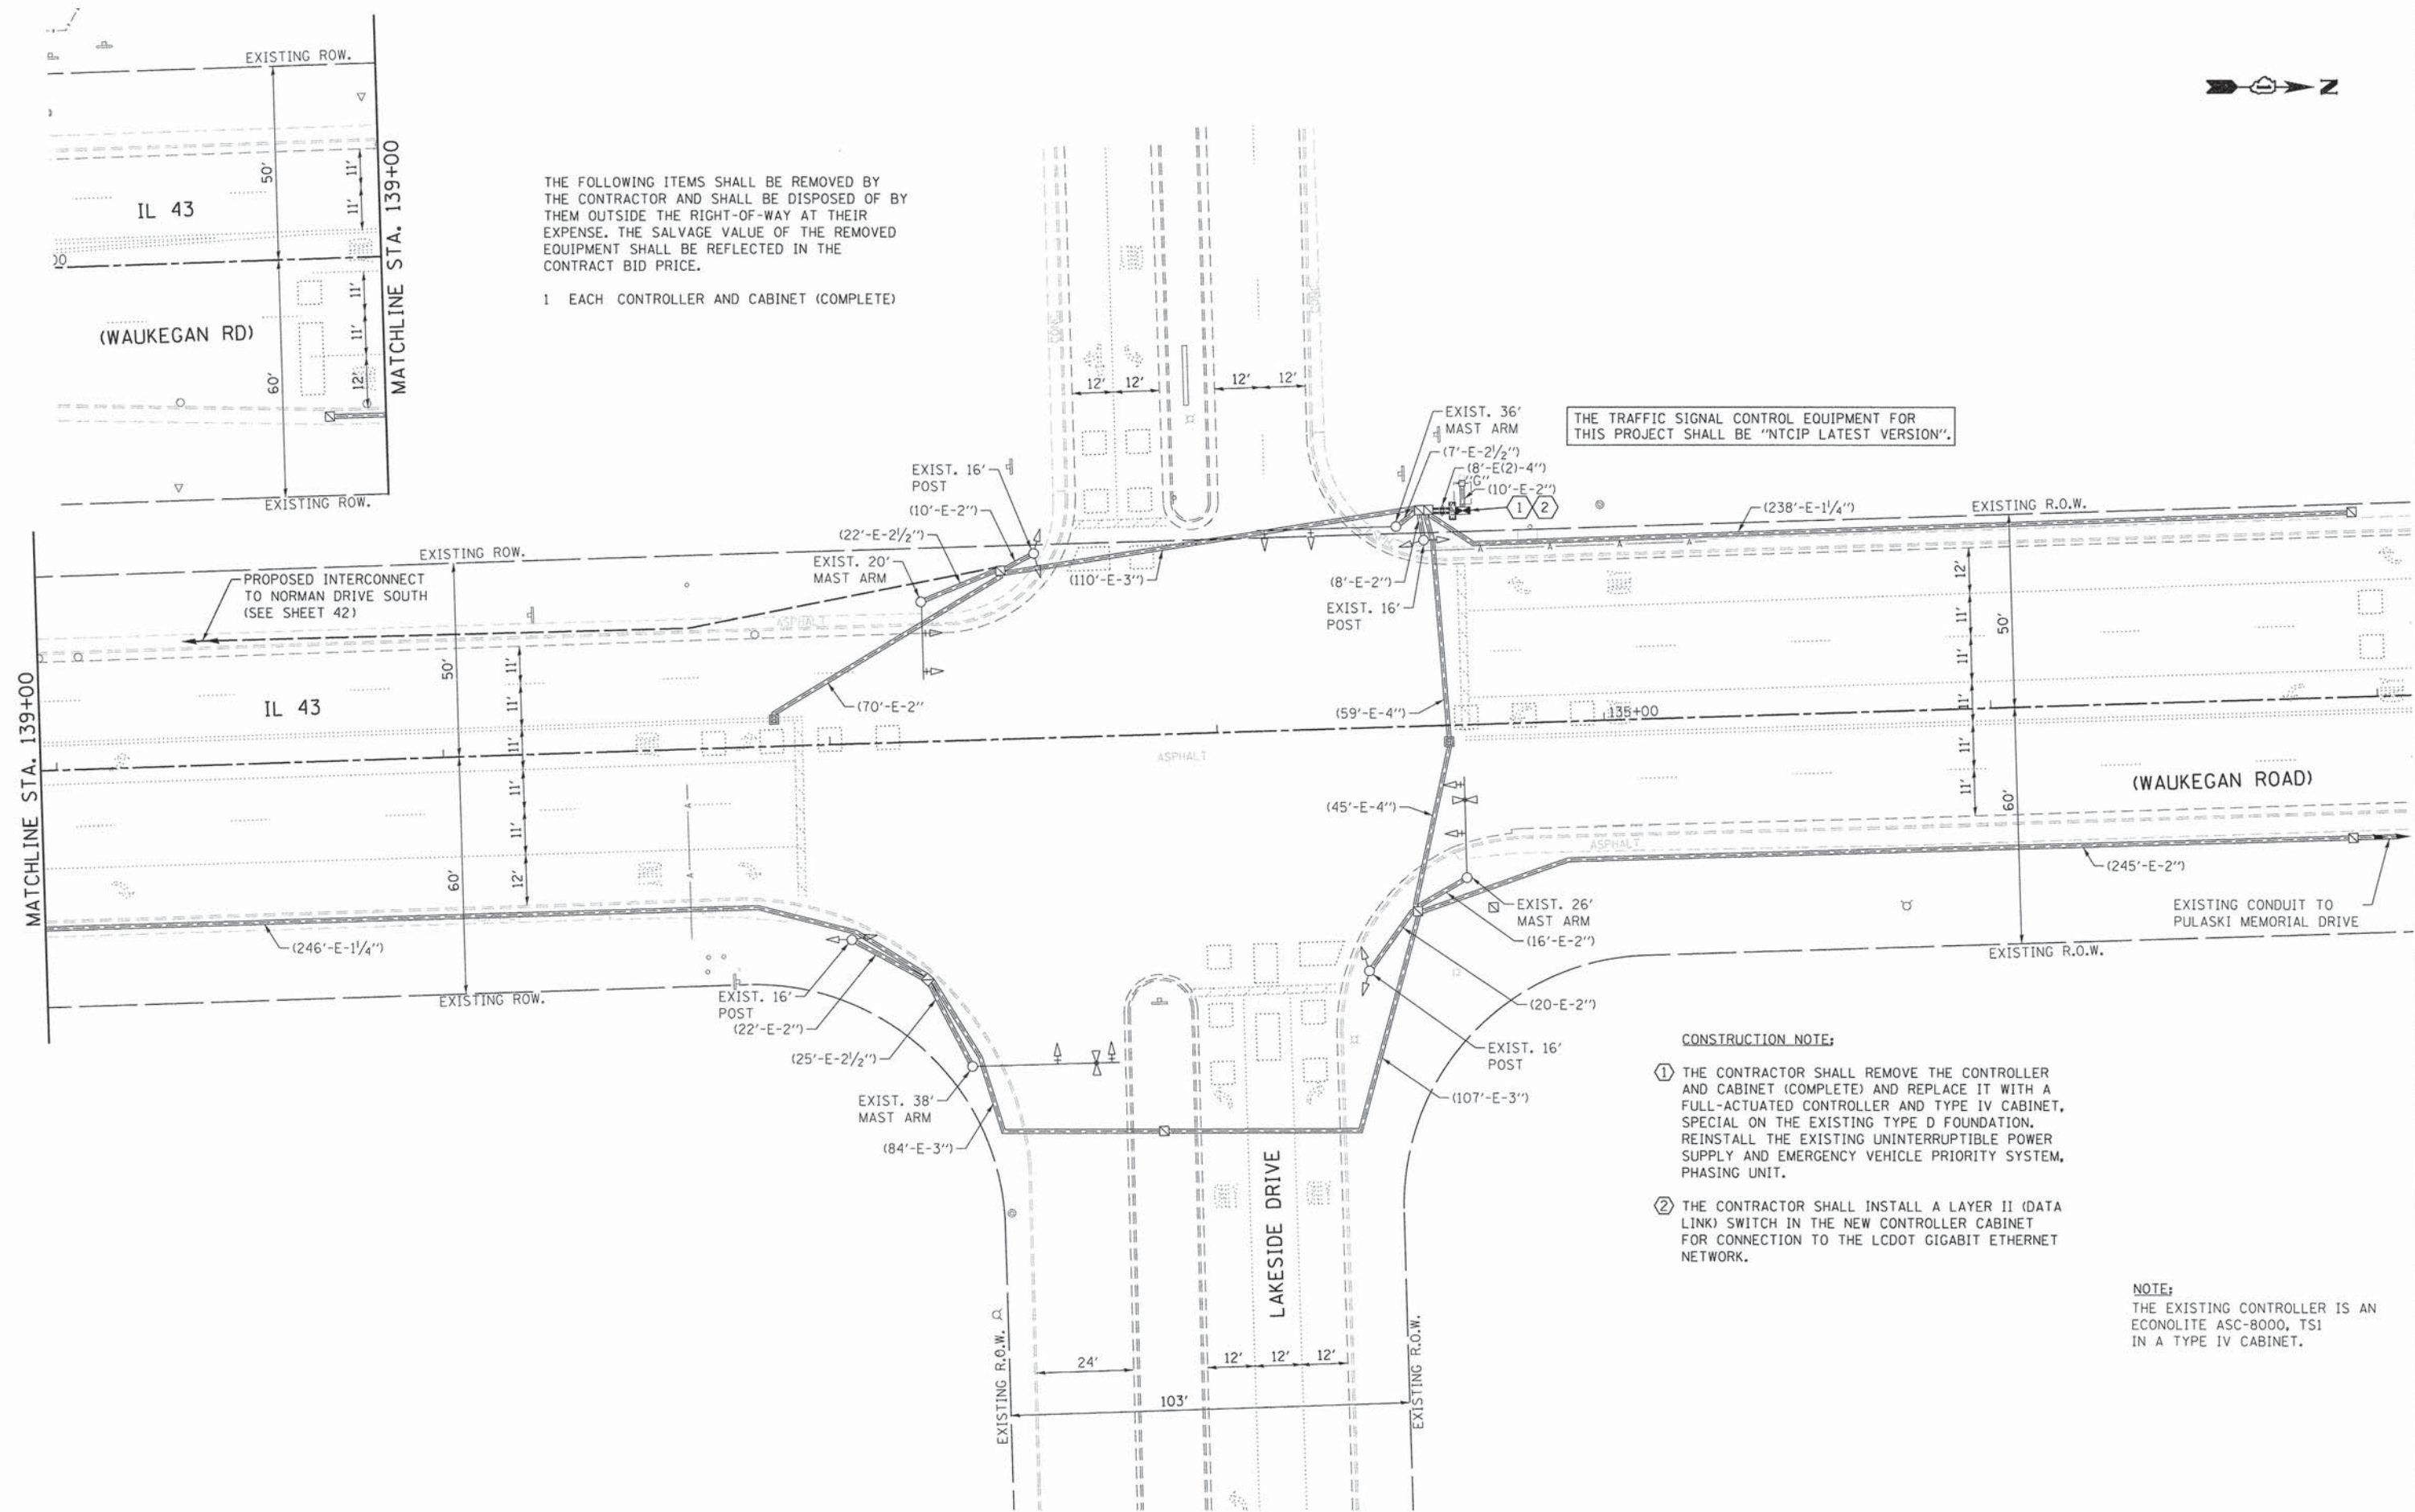 EXISTING ROW.
50'
11'
11'
IL 43
00
(WAUKEGAN RD)
11'
11'
12'
60'
MATCHLINE STA. 139+00
EXISTING ROW.
THE FOLLOWING ITEMS SHALL BE REMOVED BY
THE CONTRACTOR AND SHALL BE DISPOSED OF BY
THEM OUTSIDE THE RIGHT-OF-WAY AT THEIR
EXPENSE. THE SALVAGE VALUE OF THE REMOVED
EQUIPMENT SHALL BE REFLECTED IN THE
CONTRACT BID PRICE.
1 EACH CONTROLLER AND CABINET (COMPLETE)
N
12'
12'
12'
12'
EXIST. 36'
MAST ARM
(7'-E-2½")
(8'-E(2)-4")
"G"
(10'-E-2")
1
2
THE TRAFFIC SIGNAL CONTROL EQUIPMENT FOR
THIS PROJECT SHALL BE "NTCIP LATEST VERSION".
(238'-E-1¼")
EXISTING R.O.W.
EXIST. 16'
POST
(10'-E-2")
(22'-E-2½")
EXIST. 20'
MAST ARM
(110'-E-3")
(8'-E-2")
EXIST. 16'
POST
EXISTING ROW.
PROPOSED INTERCONNECT
TO NORMAN DRIVE SOUTH
(SEE SHEET 42)
ASPHALT
A
A
A
A
MATCHLINE STA. 139+00
IL 43
50'
11'
11'
11'
11'
11'
12'
60'
(70'-E-2"
(59'-E-4")
135+00
ASPHALT
12'
11'
11'
11'
11'
11'
50'
60'
(WAUKEGAN ROAD)
(45'-E-4")
A
A
ASPHALT
(245'-E-2")
EXISTING CONDUIT TO
PULASKI MEMORIAL DRIVE
EXISTING R.O.W.
EXIST. 26'
MAST ARM
(16'-E-2")
(20-E-2")
EXIST. 16'
POST
(107'-E-3")
(246'-E-1¼")
EXISTING ROW.
EXIST. 16'
POST
(22'-E-2")
(25'-E-2½")
EXIST. 38'
MAST ARM
(84'-E-3")
LAKESIDE DRIVE
24'
12'
12'
12'
103'
EXISTING R.O.W.
EXISTING R.O.W.
CONSTRUCTION NOTE:
1 THE CONTRACTOR SHALL REMOVE THE CONTROLLER
AND CABINET (COMPLETE) AND REPLACE IT WITH A
FULL-ACTUATED CONTROLLER AND TYPE IV CABINET,
SPECIAL ON THE EXISTING TYPE D FOUNDATION.
REINSTALL THE EXISTING UNINTERRUPTIBLE POWER
SUPPLY AND EMERGENCY VEHICLE PRIORITY SYSTEM,
PHASING UNIT.
2 THE CONTRACTOR SHALL INSTALL A LAYER II (DATA
LINK) SWITCH IN THE NEW CONTROLLER CABINET
FOR CONNECTION TO THE LCDOT GIGABIT ETHERNET
NETWORK.
NOTE:
THE EXISTING CONTROLLER IS AN
ECONOLITE ASC-8000, TS1
IN A TYPE IV CABINET.